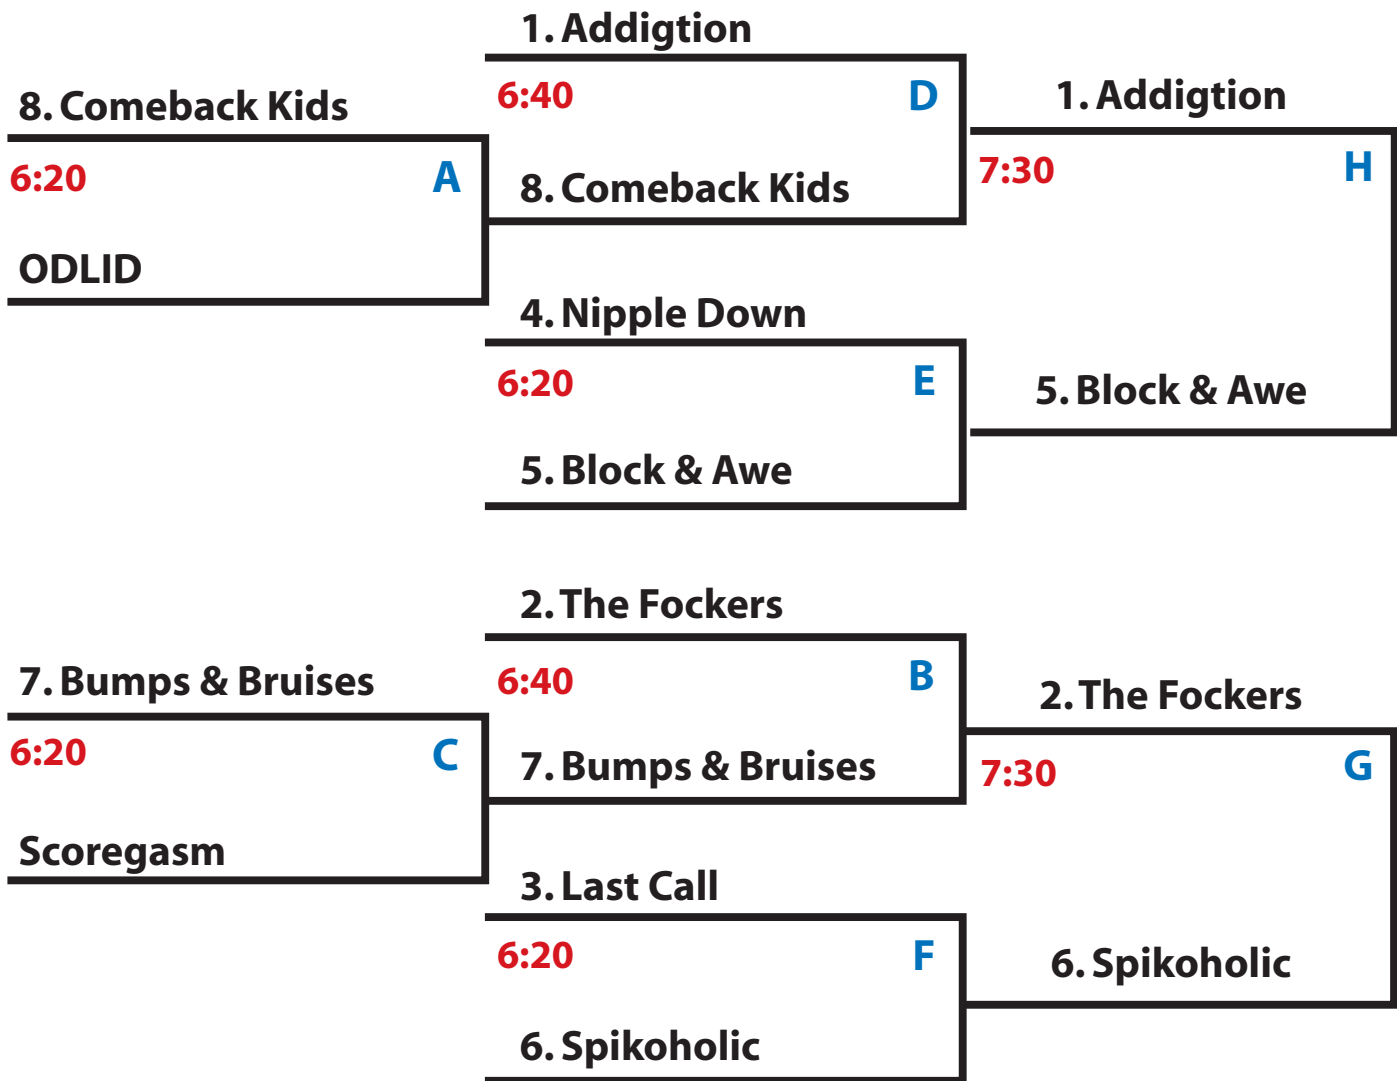 1. Addigtion
8. Comeback Kids
6:40
D
1. Addigtion
6:20
A
8. Comeback Kids
7:30
H
ODLID
4. Nipple Down
6:20
E
5. Block & Awe
5. Block & Awe
2. The Fockers
7. Bumps & Bruises
6:40
B
2. The Fockers
6:20
C
7. Bumps & Bruises
7:30
G
Scoregasm
3. Last Call
6:20
F
6. Spikoholic
6. Spikoholic